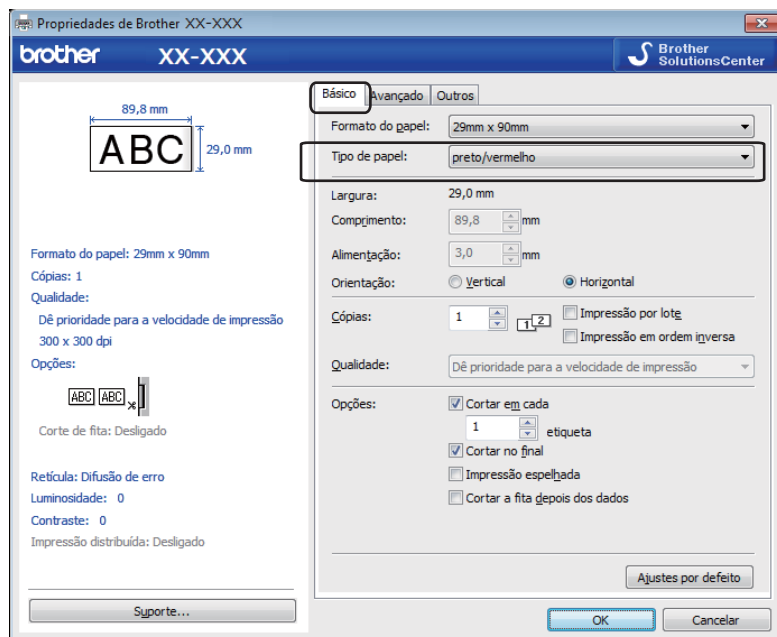 Propriedades de Brother XX-XXX
brother XX-XXX
Brother
SolutionsCenter
89,8 mm
ABC
29,0 mm
Formato do papel: 29mm x 90mm
Cópias: 1
Qualidade:
Dê prioridade para a velocidade de impressão
300 x 300 dpi
Opções:
ABC ABC
Corte de fita: Desligado
Retícula: Difusão de erro
Luminosidade: 0
Contraste: 0
Impressão distribuída: Desligado
Suporte...
Básico Avançado Outros
Formato do papel: 29mm x 90mm
Tipo de papel: preto/vermelho
Largura: 29,0 mm
Comprimento: 89,8 mm
Alimentação: 3,0 mm
Orientação: Vertical Horizontal
Cópias: 1 1 2 Impressão por lote
Impressão em ordem inversa
Qualidade: Dê prioridade para a velocidade de impressão
Opções: Cortar em cada
1 etiqueta
Cortar no final
Impressão espelhada
Cortar a fita depois dos dados
Ajustes por defeito
OK Cancelar